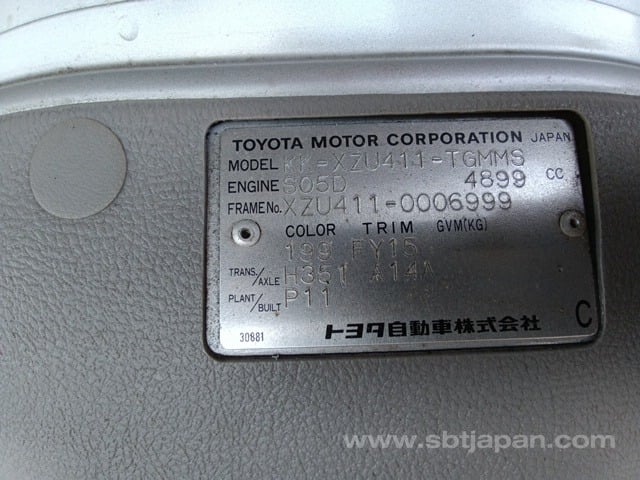 TOYOTA MOTOR CORPORATION JAPAN
MODEL KK-XZU411-TGMMS
ENGINE S05D 4899 CC
FRAME No. XZU411-0006999
COLOR TRIM GVM(KG)
199 FY15
TRANS./AXLE H351 A14A
PLANT/BUILT P11
30881 トヨタ自動車株式会社 C
www.sbtjapan.com